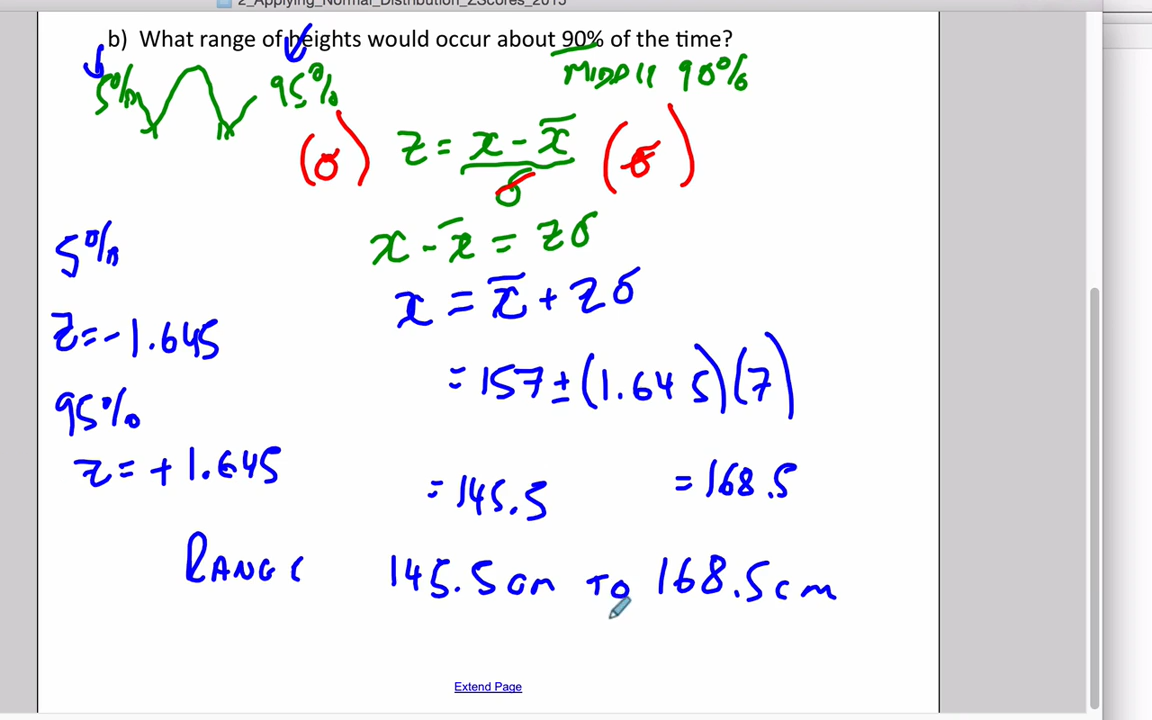 2_Applying_Normal_Distribution_ZScores_2015
b) What range of heights would occur about 90% of the time?
MIDDLE 90%
5% 95%
(σ) z = x - x̄ / σ (σ)
x - x̄ = zσ
5%
x = x̄ + zσ
z = -1.645
= 157 ± (1.645)(7)
95%
z = +1.645
= 145.5 = 168.5
RANGE 145.5cm TO 168.5cm
Extend Page